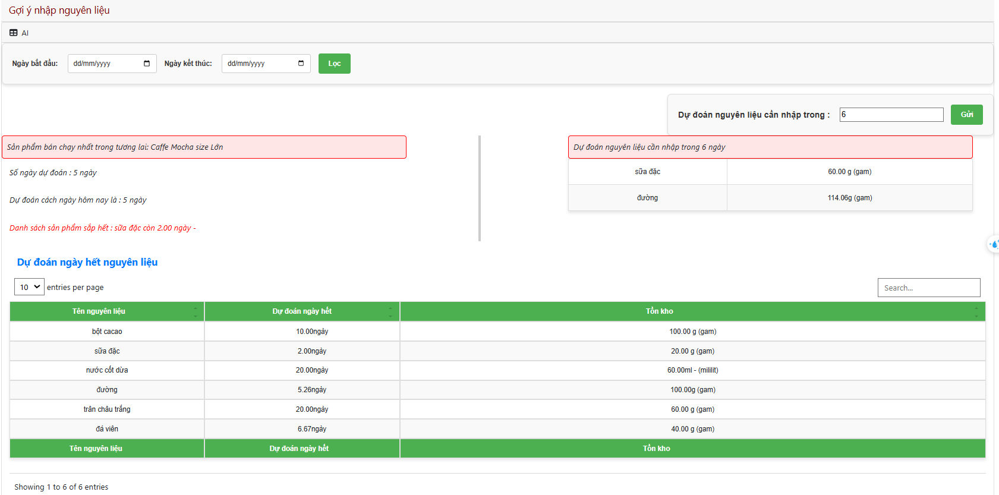 Gợi ý nhập nguyên liệu
AI
Ngày bắt đầu: dd/mm/yyyy Ngày kết thúc: dd/mm/yyyy Lọc
Dự đoán nguyên liệu cần nhập trong : 6 Gửi
Sản phẩm bán chạy nhất trong tương lai: Caffe Mocha size Lớn
Số ngày dự đoán : 5 ngày
Dự đoán cách ngày hôm nay là : 5 ngày
Danh sách sản phẩm sắp hết : sữa đặc còn 2.00 ngày -
Dự đoán nguyên liệu cần nhập trong 6 ngày
sữa đặc 60.00 g (gam)
đường 114.06g (gam)
Dự đoán ngày hết nguyên liệu
10 entries per page Search...
Tên nguyên liệu Dự đoán ngày hết Tồn kho
bột cacao 10.00ngày 100.00 g (gam)
sữa đặc 2.00ngày 20.00 g (gam)
nước cốt dừa 20.00ngày 60.00ml - (mililit)
đường 5.26ngày 100.00g (gam)
trân châu trắng 20.00ngày 60.00 g (gam)
đá viên 6.67ngày 40.00 g (gam)
Tên nguyên liệu Dự đoán ngày hết Tồn kho
Showing 1 to 6 of 6 entries